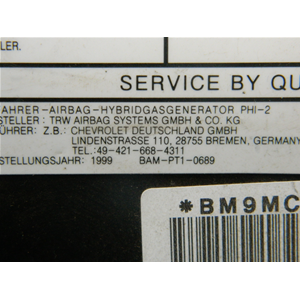 LER.
SERVICE BY QU
AHRER-AIRBAG-HYBRIDGASGENERATOR PHI-2
STELLER: TRW AIRBAG SYSTEMS GMBH & CO. KG
ÜHRER: Z.B.: CHEVROLET DEUTSCHLAND GMBH
LINDENSTRASSE 110, 28755 BREMEN, GERMANY
TEL.:49-421-668-4311
STELLUNGSJAHR: 1999 BAM-PT1-0689
*BM9MC